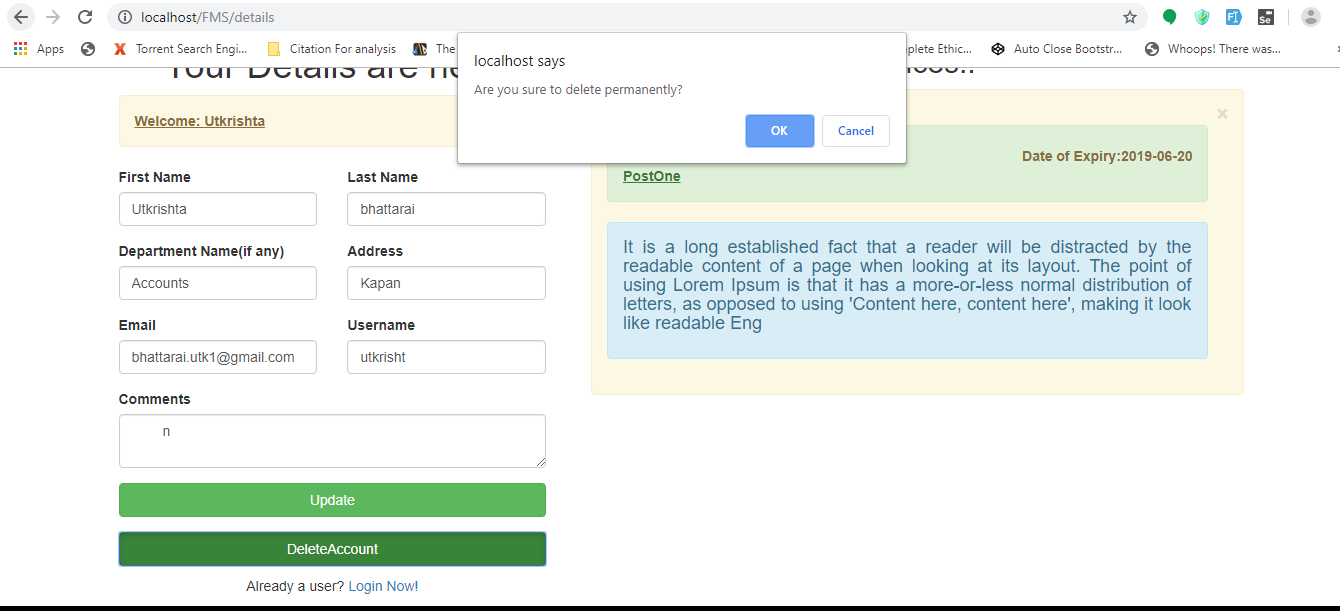 localhost/FMS/details
Apps
Torrent Search Engi...
Citation For analysis
The
plete Ethic...
Auto Close Bootstr...
Whoops! There was...
Your Details are
localhost says
Are you sure to delete permanently?
OK
Cancel
Welcome: Utkrishta
×
Date of Expiry:2019-06-20
PostOne
It is a long established fact that a reader will be distracted by the
readable content of a page when looking at its layout. The point of
using Lorem Ipsum is that it has a more-or-less normal distribution of
letters, as opposed to using 'Content here, content here', making it look
like readable Eng
First Name
Last Name
Utkrishta
bhattarai
Department Name(if any)
Address
Accounts
Kapan
Email
Username
bhattarai.utk1@gmail.com
utkrisht
Comments
n
Update
DeleteAccount
Already a user? Login Now!